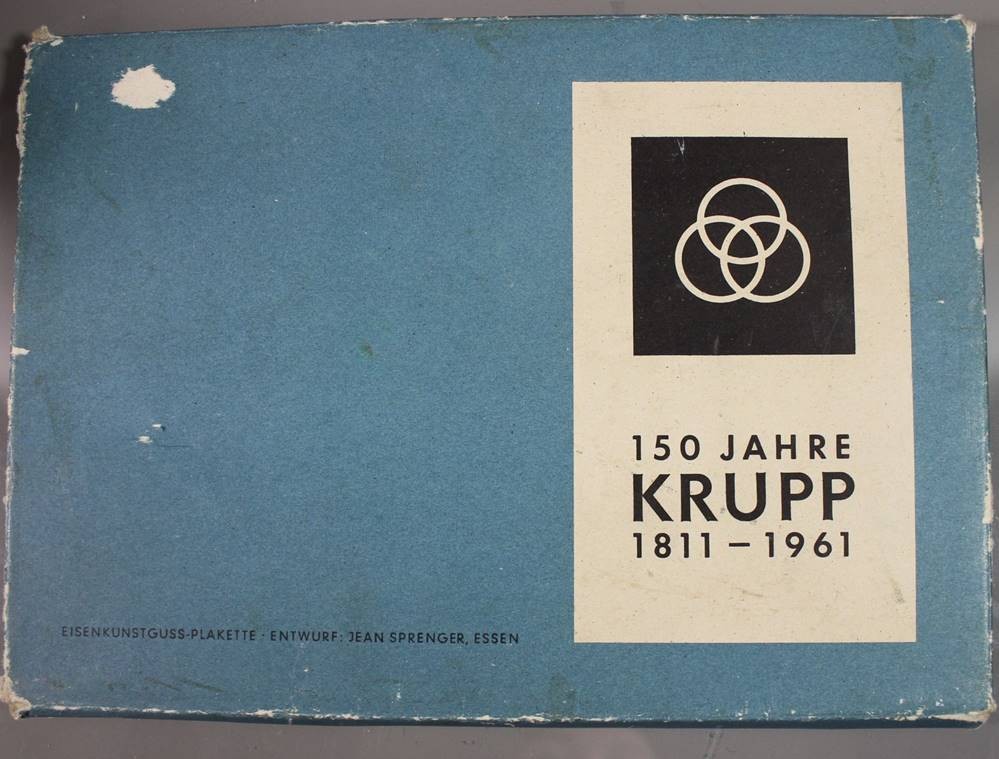 150 JAHRE
KRUPP
1811 – 1961
EISENKUNSTGUSS-PLAKETTE · ENTWURF: JEAN SPRENGER, ESSEN